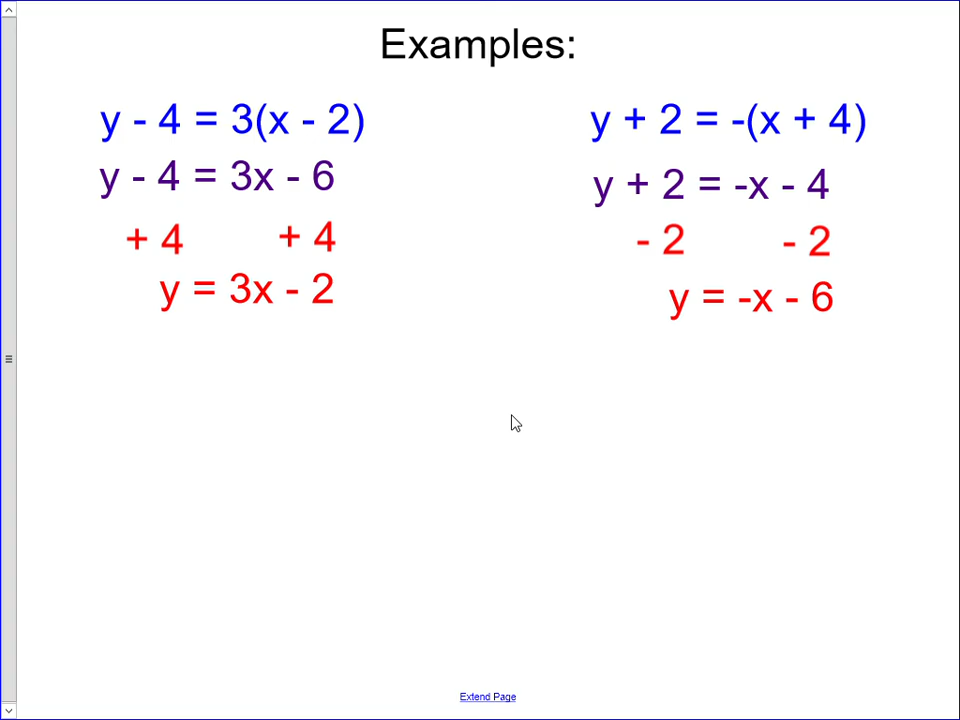 Examples:
y - 4 = 3(x - 2)
y - 4 = 3x - 6
+ 4 + 4
y = 3x - 2
y + 2 = -(x + 4)
y + 2 = -x - 4
- 2 - 2
y = -x - 6
Extend Page